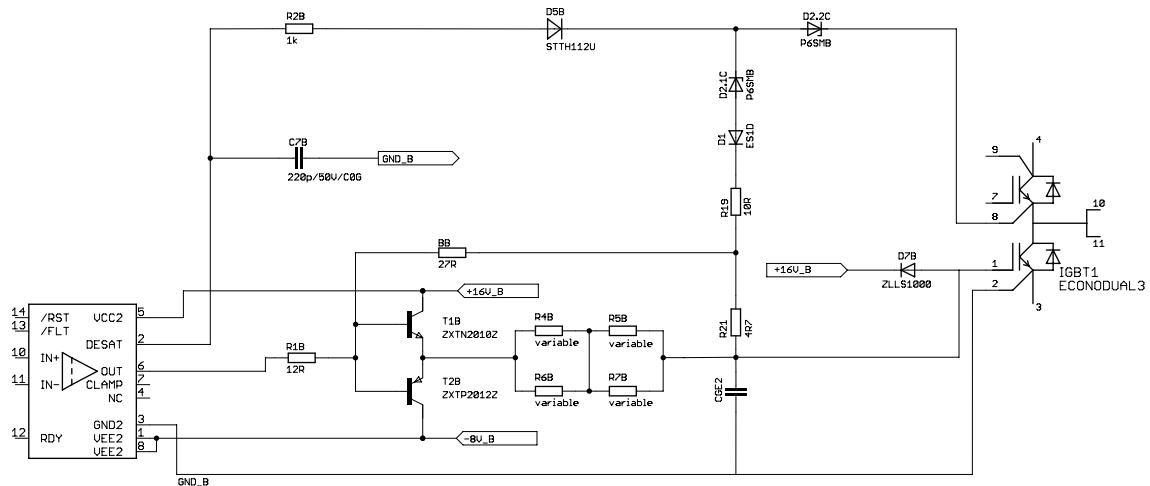 R2B
1k
D5B
STTH112U
D2.2C
P6SMB
D2.1C
P6SMB
D1
ES1D
C7B
220p/50V/C0G
GND_B
R19
10R
4
9
7
8
10
11
BB
27R
+16V_B
D7B
ZLLS1000
1
2
3
IGBT1
ECONODUAL3
+16V_B
14
/RST
VCC2
5
13
/FLT
DESAT
2
10
IN+
OUT
6
11
IN-
CLAMP
7
NC
4
GND2
3
12
RDY
VEE2
1
VEE2
8
R1B
12R
T1B
ZXTN2010Z
T2B
ZXTP2012Z
R4B
variable
R5B
variable
R6B
variable
R7B
variable
R21
4R7
CGE2
-8V_B
GND_B